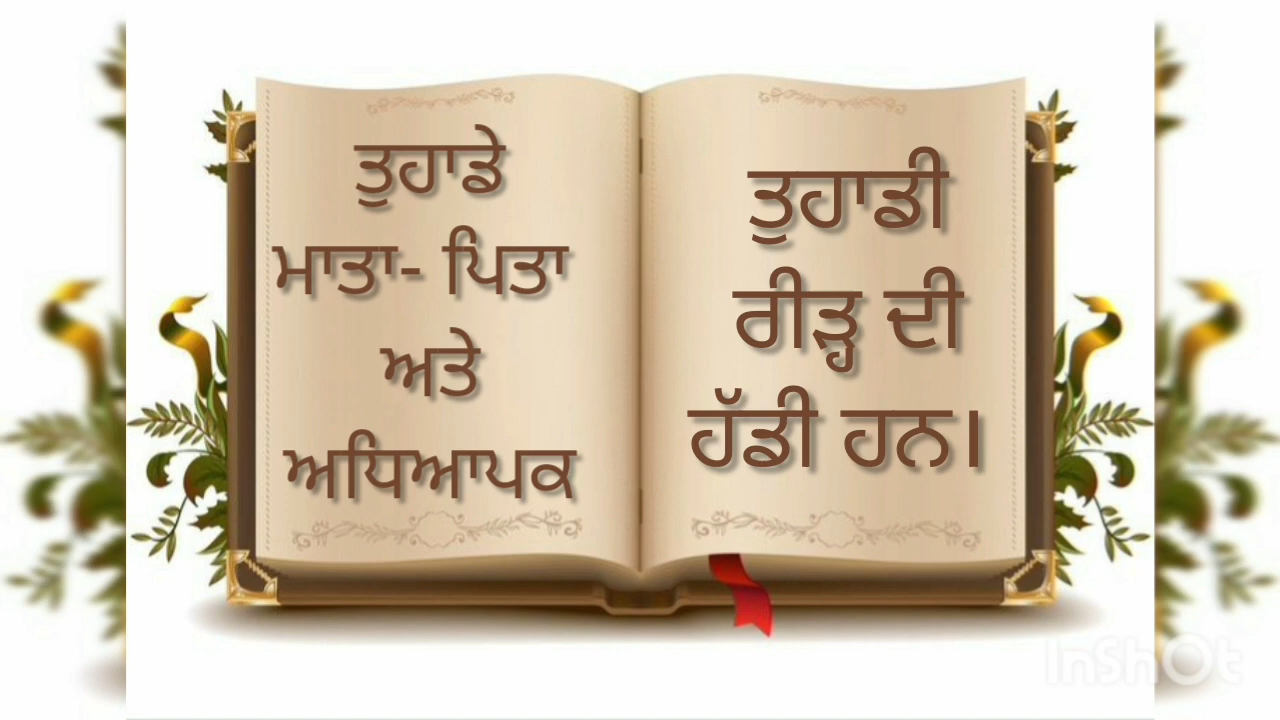 ਤੁਹਾਡੇ
ਮਾਤਾ- ਪਿਤਾ
ਅਤੇ
ਅਧਿਆਪਕ
ਤੁਹਾਡੀ
ਰੀੜ੍ਹ ਦੀ
ਹੱਡੀ ਹਨ।
InShOt